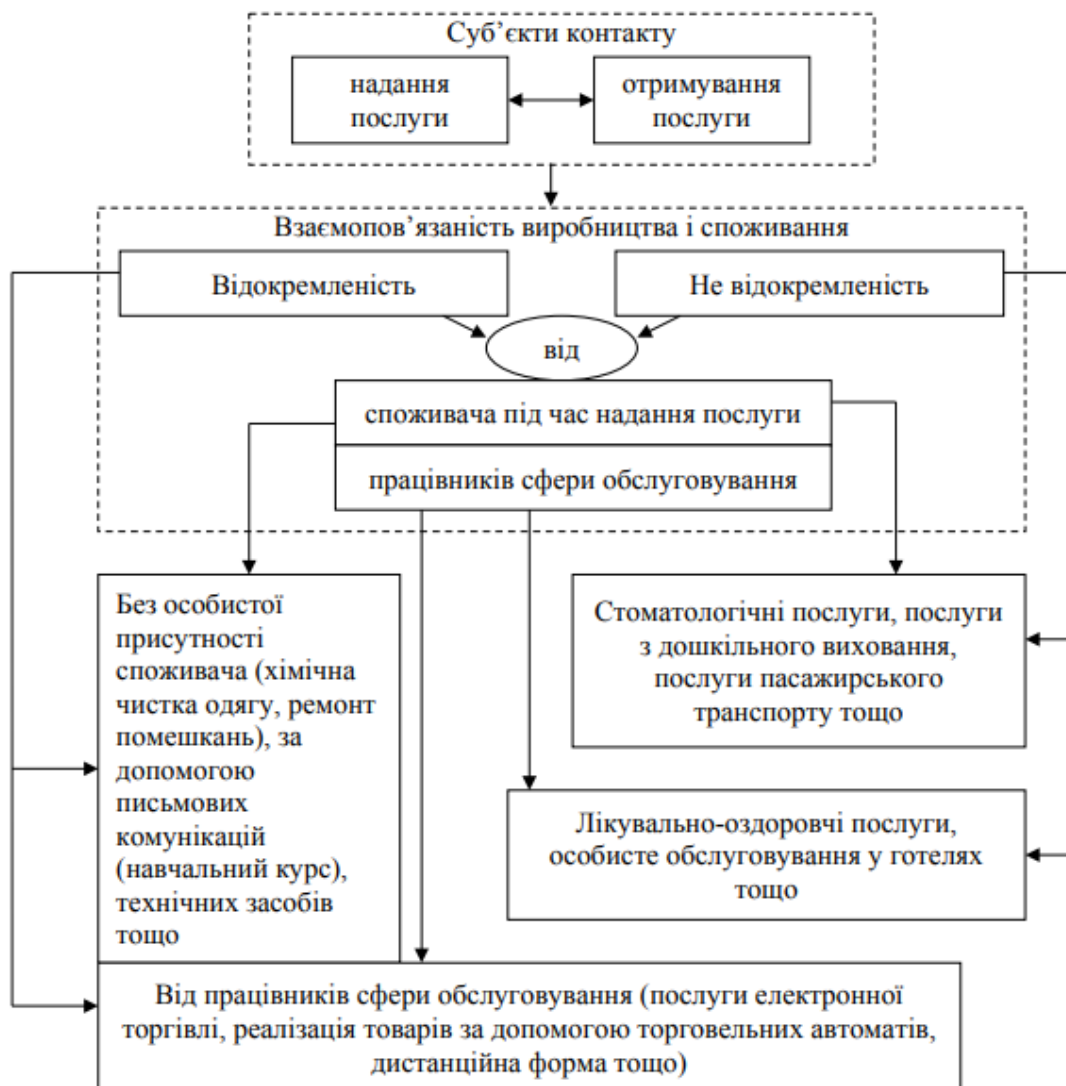 Суб’єкти контакту
надання
послуги
отримування
послуги
Взаємопов’язаність виробництва і споживання
Відокремленість
Не відокремленість
від
споживача під час надання послуги
працівників сфери обслуговування
Без особистої
присутності
споживача (хімічна
чистка одягу, ремонт
помешкань), за
допомогою
письмових
комунікацій
(навчальний курс),
технічних засобів
тощо
Стоматологічні послуги, послуги
з дошкільного виховання,
послуги пасажирського
транспорту тощо
Лікувально-оздоровчі послуги,
особисте обслуговування у готелях
тощо
Від працівників сфери обслуговування (послуги електронної
торгівлі, реалізація товарів за допомогою торговельних автоматів,
дистанційна форма тощо)